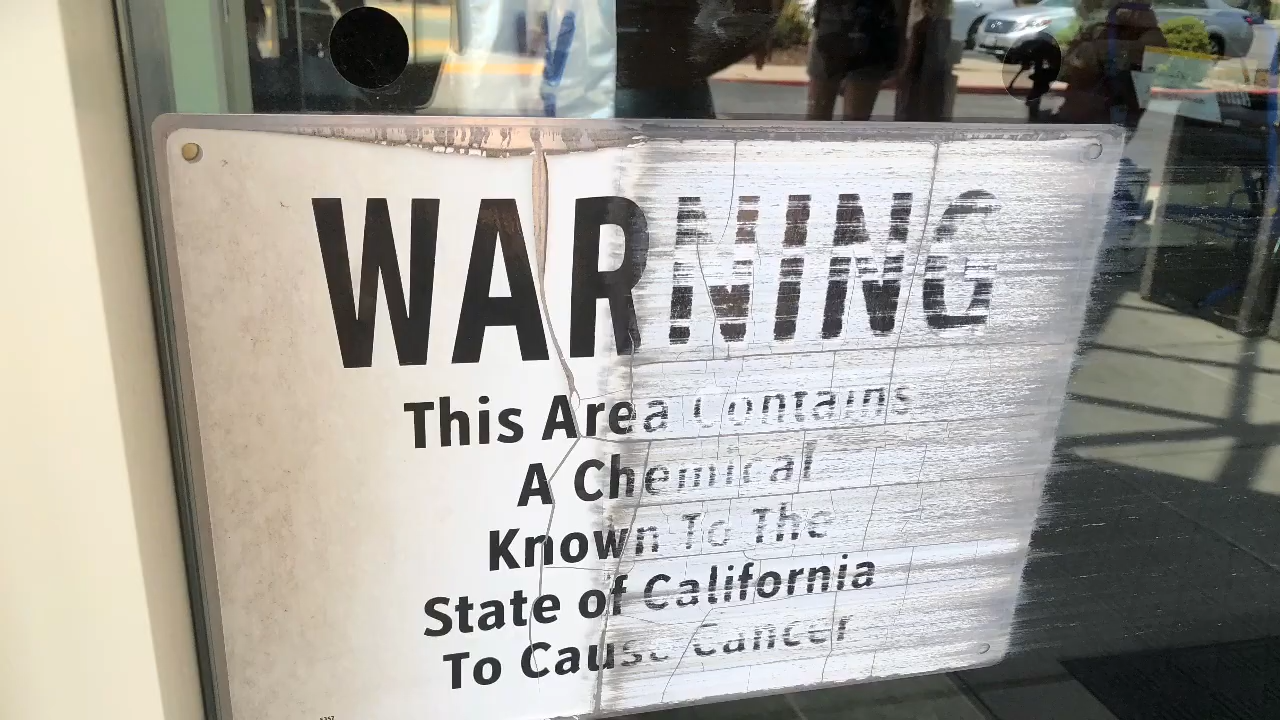 WARNING
This Area Contains
A Chemical
Known To The
State of California
To Cause Cancer